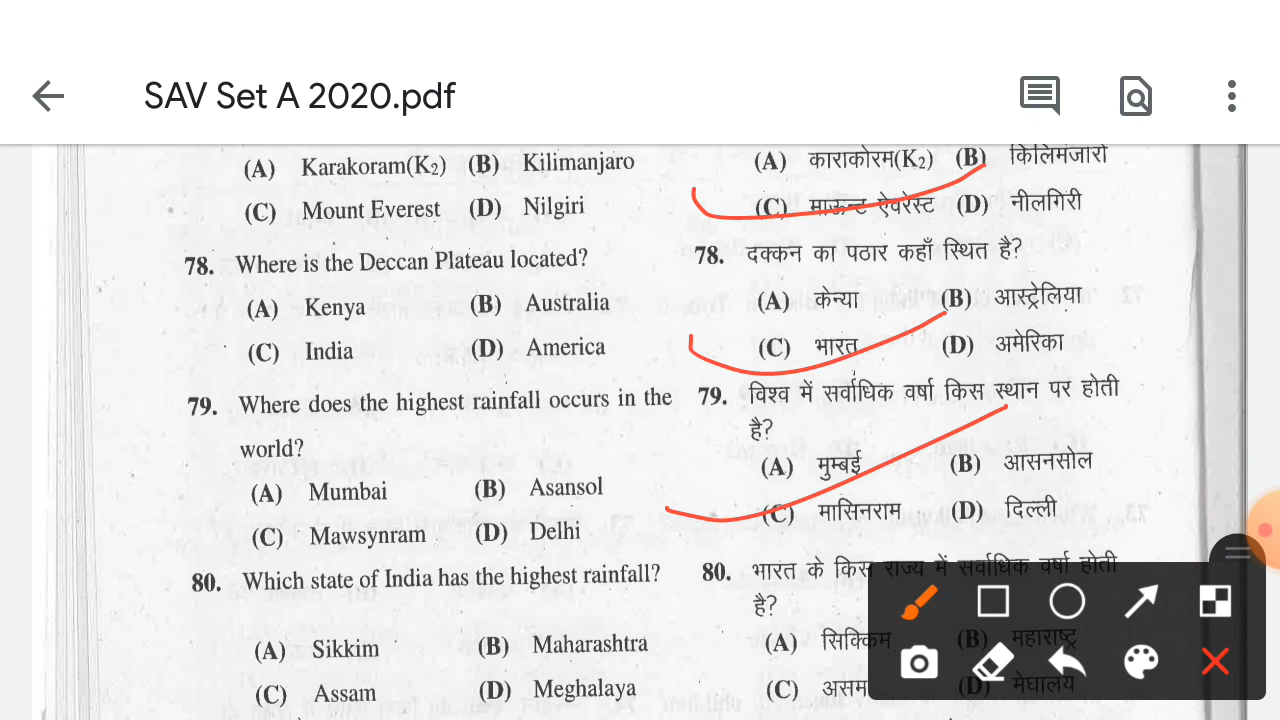 SAV Set A 2020.pdf
(A) Karakoram(K₂) (B) Kilimanjaro
(C) Mount Everest (D) Nilgiri
78. Where is the Deccan Plateau located?
(A) Kenya (B) Australia
(C) India (D) America
79. Where does the highest rainfall occurs in the
world?
(A) Mumbai (B) Asansol
(C) Mawsynram (D) Delhi
80. Which state of India has the highest rainfall?
(A) Sikkim (B) Maharashtra
(C) Assam (D) Meghalaya
(A) काराकोरम(K₂) (B) किलिमंजारो
(C) माऊन्ट ऐवरेस्ट (D) नीलगिरी
78. दक्कन का पठार कहाँ स्थित है?
(A) केन्या (B) आस्ट्रेलिया
(C) भारत (D) अमेरिका
79. विश्व में सर्वाधिक वर्षा किस स्थान पर होती
है?
(A) मुम्बई (B) आसनसोल
(C) मासिनराम (D) दिल्ली
80. भारत के किस राज्य में सर्वाधिक वर्षा होती
है?
(A) सिक्किम (B) महाराष्ट्र
(C) असम (D) मेघालय